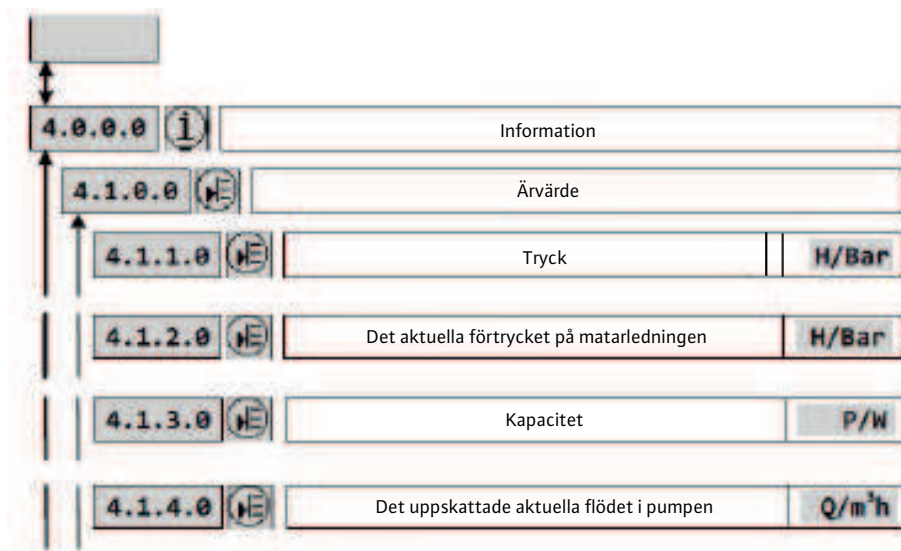 4.0.0.0 i Information
4.1.0.0 Ärvärde
4.1.1.0 Tryck H/Bar
4.1.2.0 Det aktuella förtrycket på matarledningen H/Bar
4.1.3.0 Kapacitet P/W
4.1.4.0 Det uppskattade aktuella flödet i pumpen Q/m³h